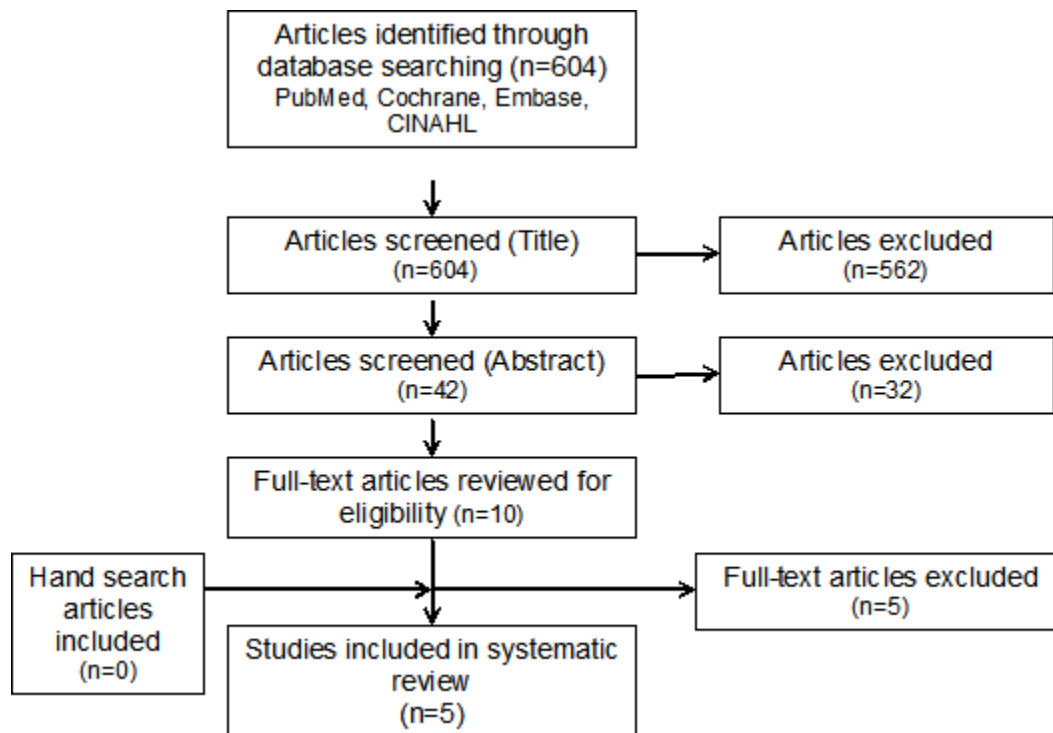 Articles identified through
database searching (n=604)
PubMed, Cochrane, Embase,
CINAHL
Articles screened (Title)
(n=604)
Articles excluded
(n=562)
Articles screened (Abstract)
(n=42)
Articles excluded
(n=32)
Full-text articles reviewed for
eligibility (n=10)
Hand search
articles
included
(n=0)
Full-text articles excluded
(n=5)
Studies included in systematic
review
(n=5)